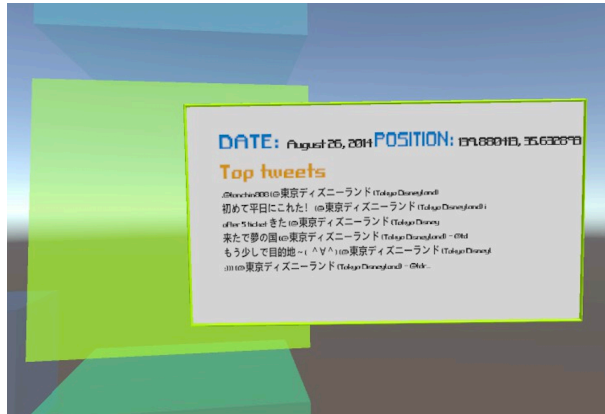 DATE: August 26, 2014 POSITION: 139.880413, 35.632893
Top tweets
(@東京ディズニーランド (Tokyo Disneyland)
初めて平日にこれた! (@東京ディズニーランド (Tokyo Disneyland) i
after 5 ticket きた (@東京ディズニーランド (Tokyo Disney
来たで夢の国 (@東京ディズニーランド (Tokyo Disneyland) -
もう少しで目的地~( ^∀^) (@東京ディズニーランド (Tokyo Disneyl
:))) (@東京ディズニーランド (Tokyo Disneyland) -